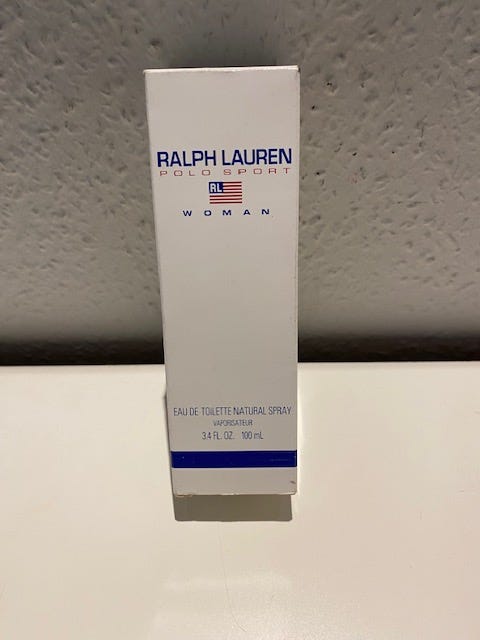 RALPH LAUREN
POLO SPORT
RL
WOMAN
EAU DE TOILETTE NATURAL SPRAY
VAPORISATEUR
3.4 FL. OZ. 100 mL